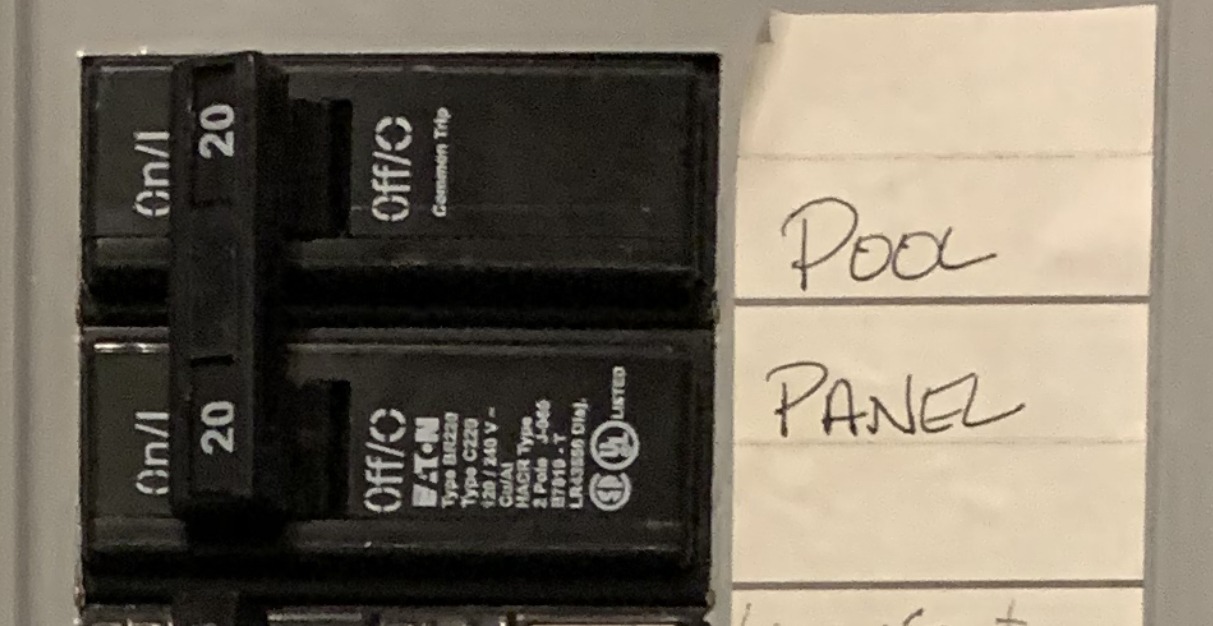 On/I
20
Off/O
Common Trip
POOL
PANEL
On/I
20
Off/O
EATON
Type BR220
Type C220
120 / 240 V~
Cu/Al
HACR Type
2 Pole J-065
LISTED